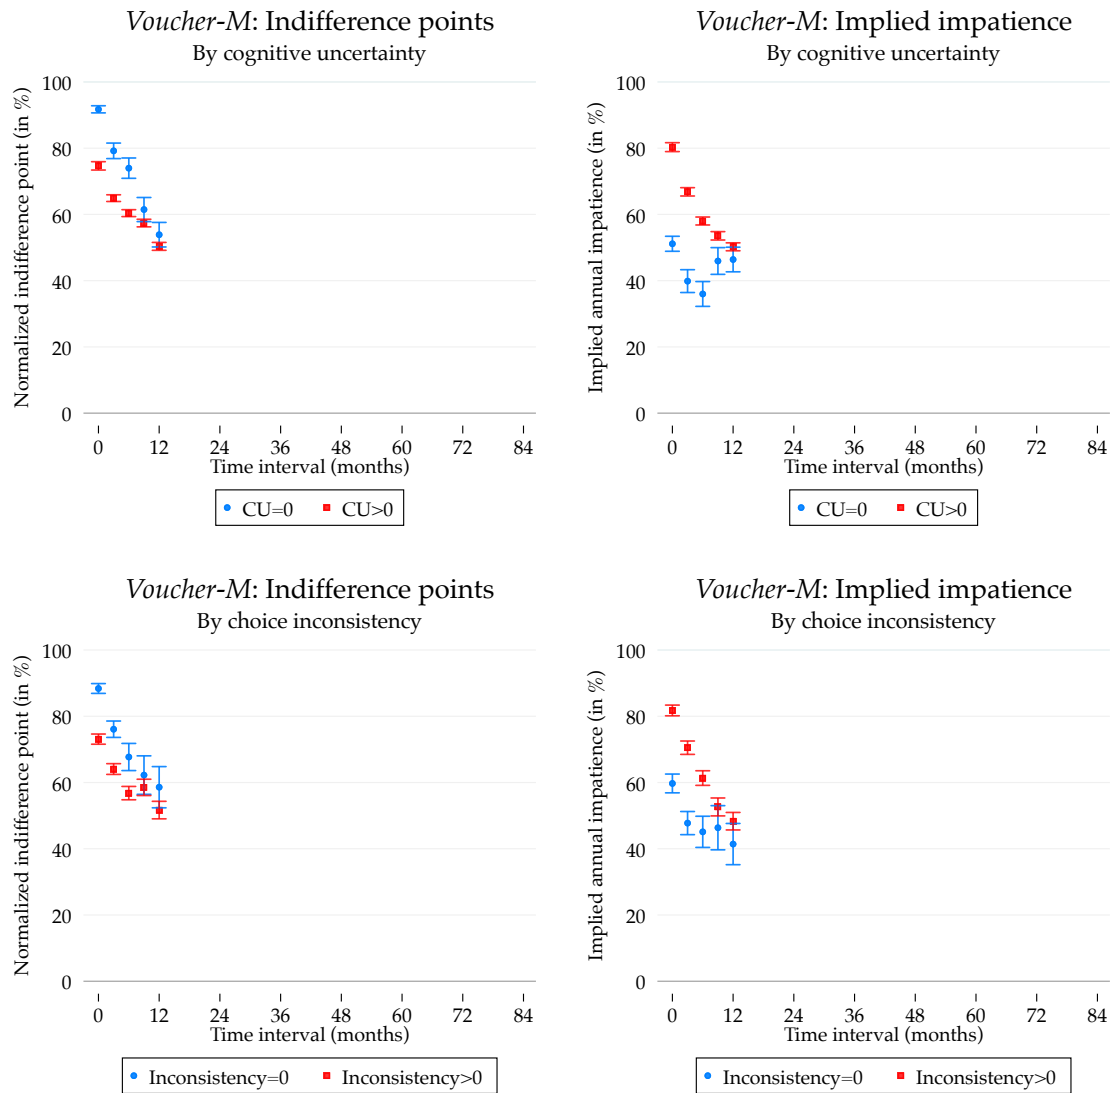 Voucher-M: Indifference points
By cognitive uncertainty
Normalized indifference point (in %)
100
80
60
40
20
0
0 12 24 36 48 60 72 84
Time interval (months)
CU=0 CU>0
Voucher-M: Implied impatience
By cognitive uncertainty
Implied annual impatience (in %)
100
80
60
40
20
0
0 12 24 36 48 60 72 84
Time interval (months)
CU=0 CU>0
Voucher-M: Indifference points
By choice inconsistency
Normalized indifference point (in %)
100
80
60
40
20
0
0 12 24 36 48 60 72 84
Time interval (months)
Inconsistency=0 Inconsistency>0
Voucher-M: Implied impatience
By choice inconsistency
Implied annual impatience (in %)
100
80
60
40
20
0
0 12 24 36 48 60 72 84
Time interval (months)
Inconsistency=0 Inconsistency>0